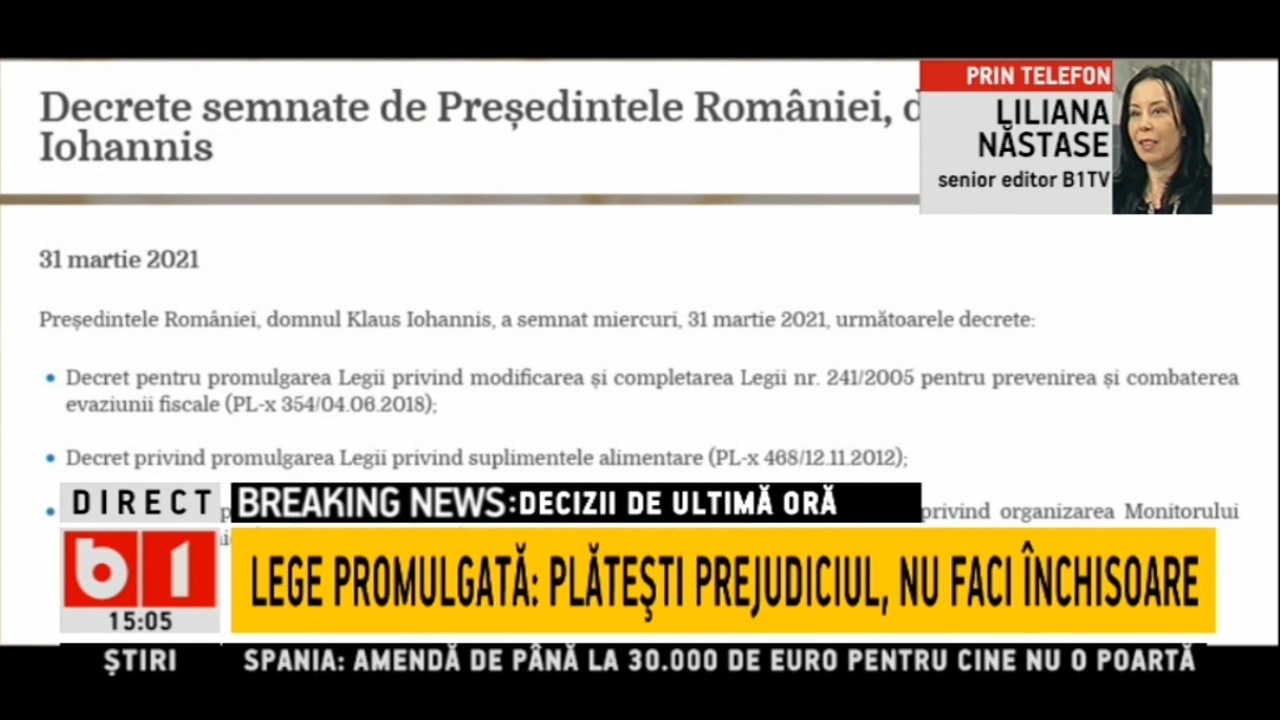 Decrete semnate de Președintele României,
Iohannis
PRIN TELEFON
LILIANA
NĂSTASE
senior editor B1TV
31 martie 2021
Președintele României, domnul Klaus Iohannis, a semnat miercuri, 31 martie 2021, următoarele decrete:
• Decret pentru promulgarea Legii privind modificarea și completarea Legii nr. 241/2005 pentru prevenirea și combaterea
evaziunii fiscale (PL-x 354/04.06.2018);
• Decret privind promulgarea Legii privind suplimentele alimentare (PL-x 468/12.11.2012);
privind organizarea Monitorului
DIRECT
BREAKING NEWS:DECIZII DE ULTIMĂ ORĂ
b1
LEGE PROMULGATĂ: PLĂTEŞTI PREJUDICIUL, NU FACI ÎNCHISOARE
15:05
ȘTIRI
SPANIA: AMENDĂ DE PÂNĂ LA 30.000 DE EURO PENTRU CINE NU O POARTĂ